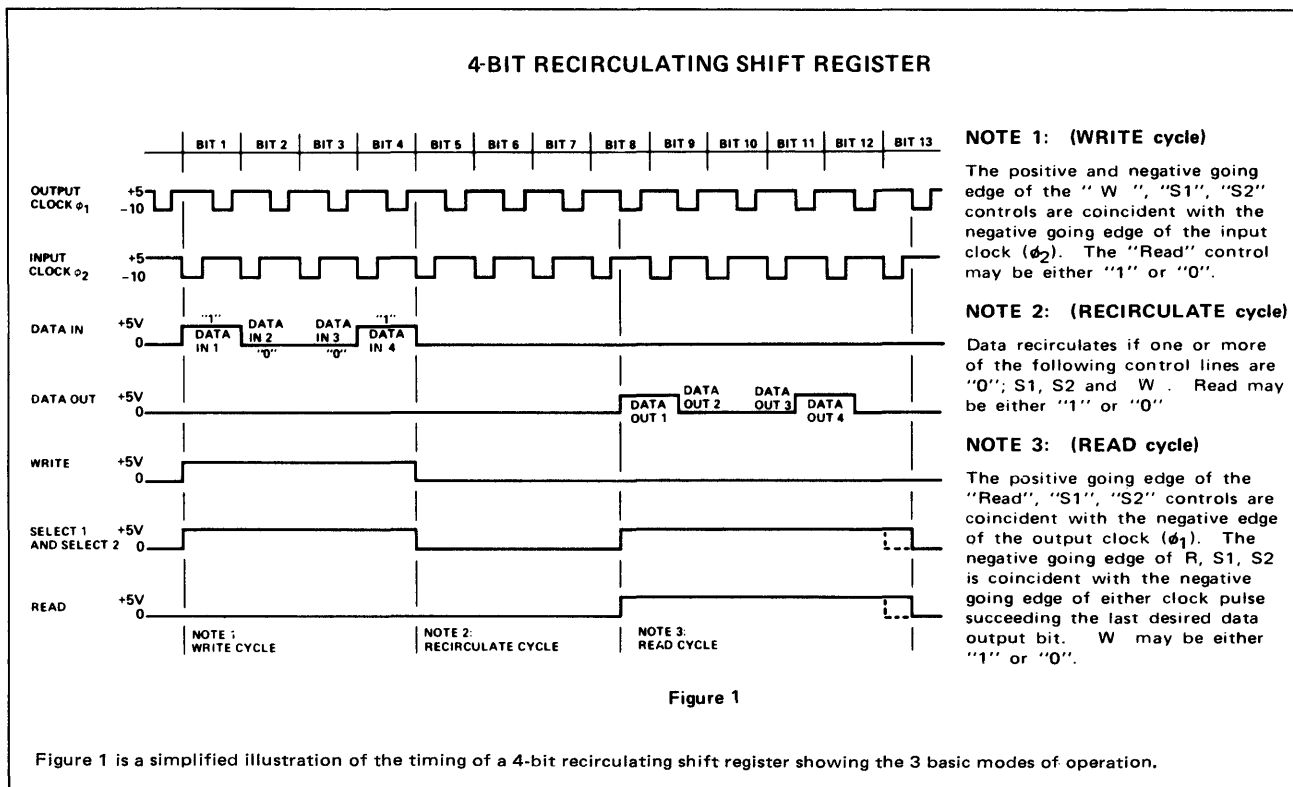 4-BIT RECIRCULATING SHIFT REGISTER
BIT 1 BIT 2 BIT 3 BIT 4 BIT 5 BIT 6 BIT 7 BIT 8 BIT 9 BIT 10 BIT 11 BIT 12 BIT 13
OUTPUT +5
CLOCK ϕ1 −10
INPUT +5
CLOCK ϕ2 −10
DATA IN +5V
0
"1" "1"
DATA DATA DATA DATA
IN 1 IN 2 IN 3 IN 4
"0" "0"
DATA OUT +5V
0
DATA DATA DATA DATA
OUT 1 OUT 2 OUT 3 OUT 4
WRITE +5V
0
SELECT 1 +5V
AND SELECT 2 0
READ +5V
0
NOTE 1:
WRITE CYCLE
NOTE 2:
RECIRCULATE CYCLE
NOTE 3:
READ CYCLE
Figure 1
NOTE 1: (WRITE cycle)
The positive and negative going
edge of the " W ", "S1", "S2"
controls are coincident with the
negative going edge of the input
clock (ϕ2). The "Read" control
may be either "1" or "0".
NOTE 2: (RECIRCULATE cycle)
Data recirculates if one or more
of the following control lines are
"0"; S1, S2 and W . Read may
be either "1" or "0"
NOTE 3: (READ cycle)
The positive going edge of the
"Read", "S1", "S2" controls are
coincident with the negative edge
of the output clock (ϕ1). The
negative going edge of R, S1, S2
is coincident with the negative
going edge of either clock pulse
succeeding the last desired data
output bit. W may be either
"1" or "0".
Figure 1 is a simplified illustration of the timing of a 4-bit recirculating shift register showing the 3 basic modes of operation.